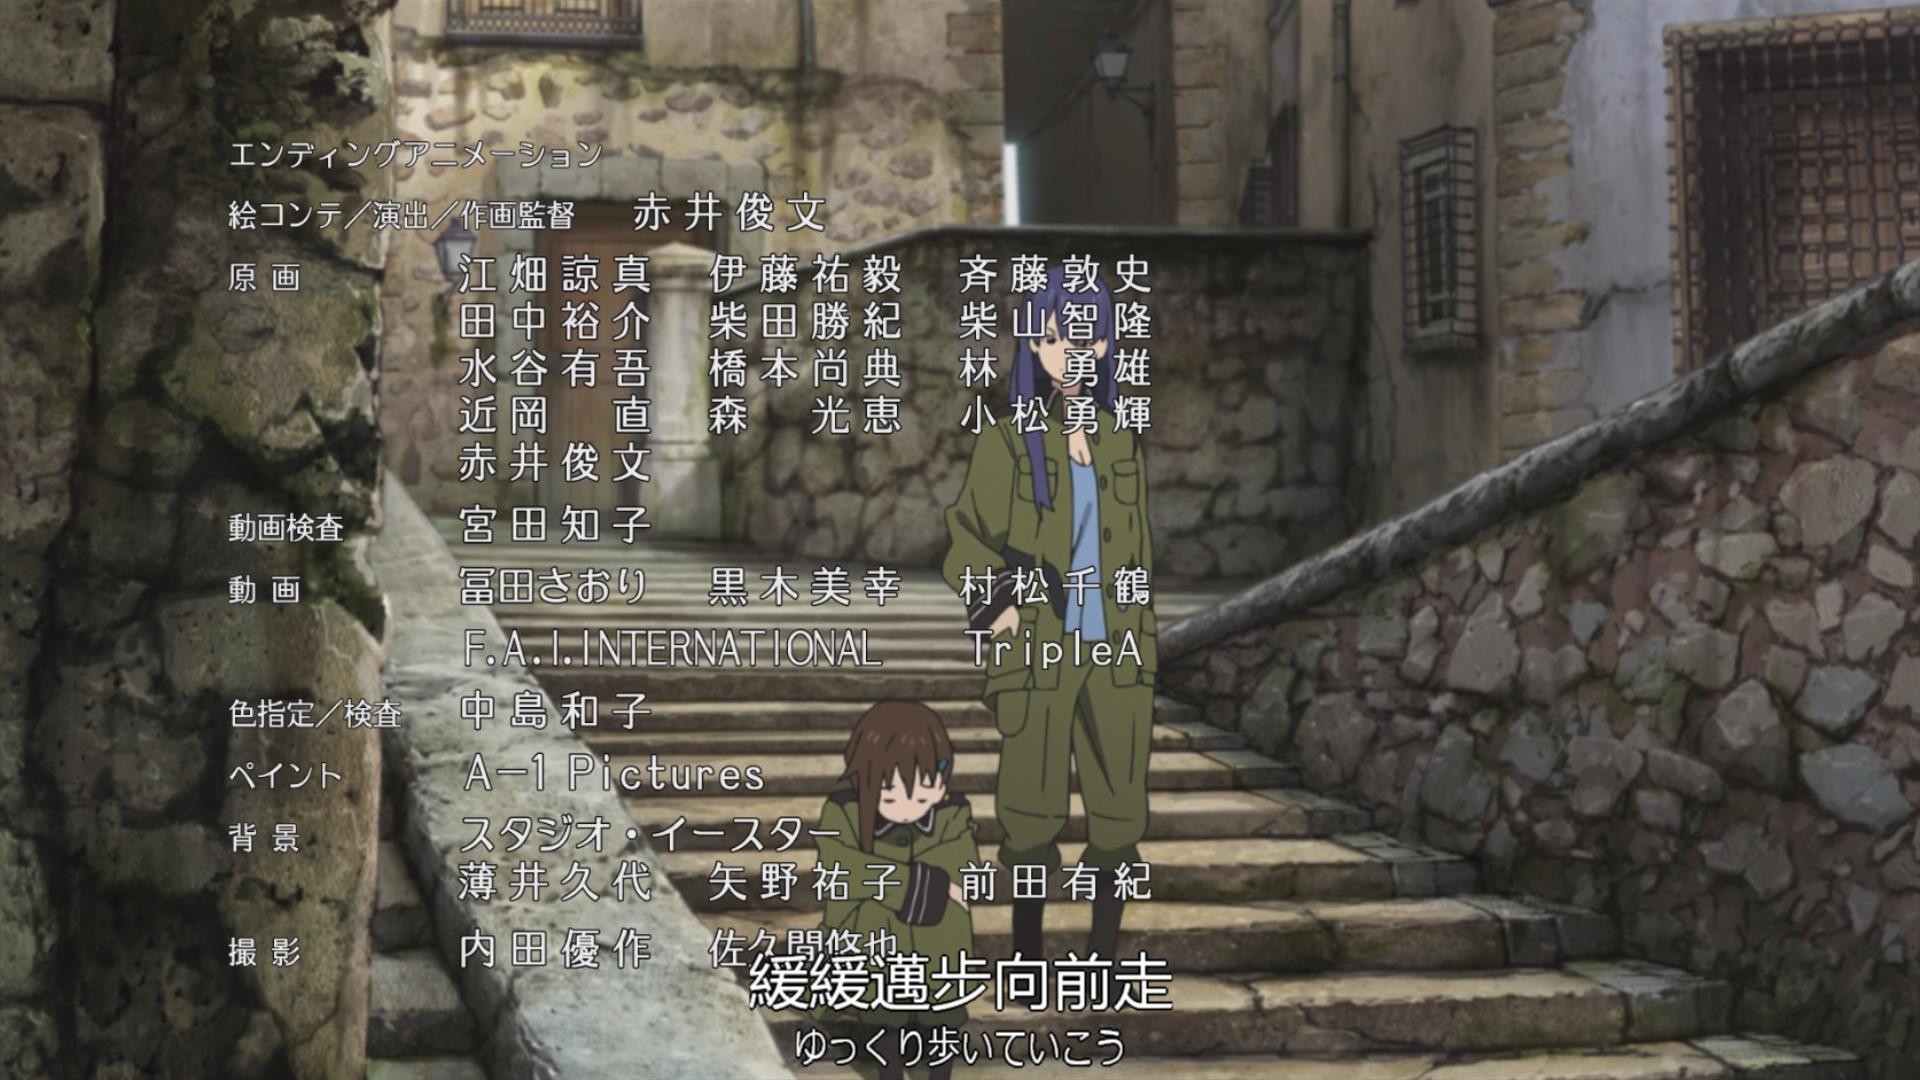 エンディングアニメーション
絵コンテ／演出／作画監督　赤井俊文
原画　江畑諒真　伊藤祐毅　斉藤敦史
田中裕介　柴田勝紀　柴山智隆
水谷有吾　橋本尚典　林　勇雄
近岡　直　森　光恵　小松勇輝
赤井俊文
動画検査　宮田知子
動画　冨田さおり　黒木美幸　村松千鶴
F.A.I.INTERNATIONAL　TripleA
色指定／検査　中島和子
ペイント　A-1 Pictures
背景　スタジオ・イースター
薄井久代　矢野祐子　前田有紀
撮影　内田優作　佐久間悠也
緩緩邁步向前走
ゆっくり歩いていこう